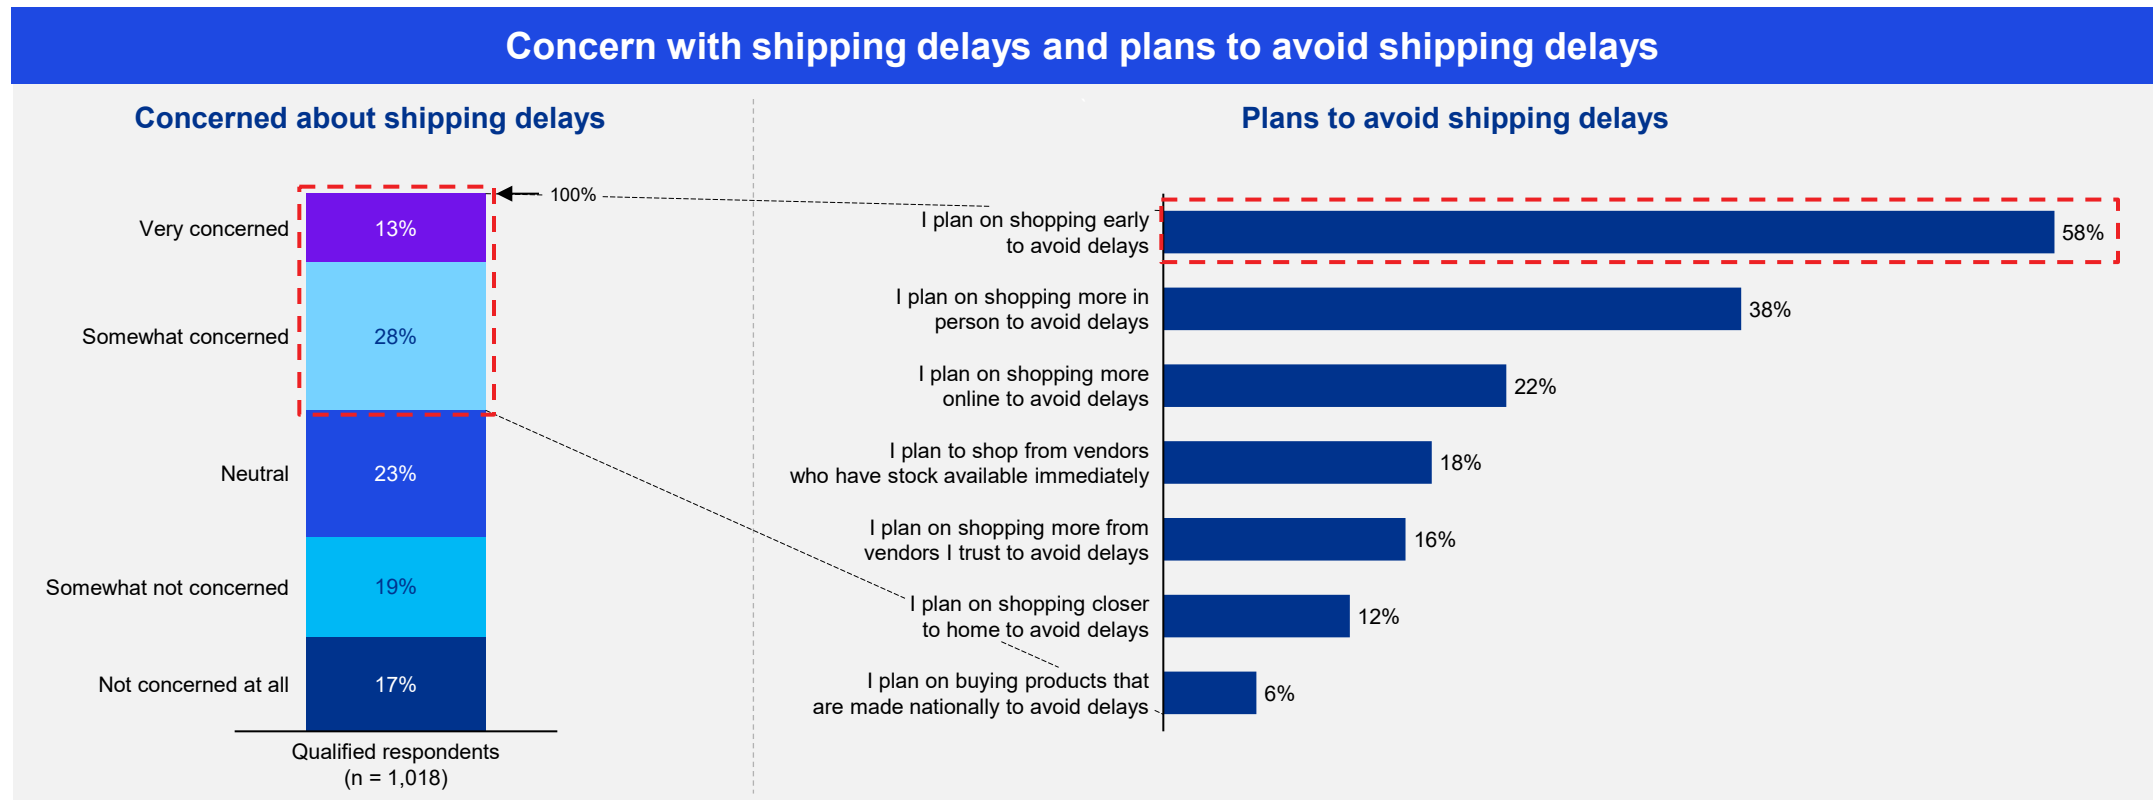 Concern with shipping delays and plans to avoid shipping delays
Concerned about shipping delays
100%
Very concerned
13%
Somewhat concerned
28%
Neutral
23%
Somewhat not concerned
19%
Not concerned at all
17%
Qualified respondents
(n = 1,018)
Plans to avoid shipping delays
I plan on shopping early
to avoid delays
58%
I plan on shopping more in
person to avoid delays
38%
I plan on shopping more
online to avoid delays
22%
I plan to shop from vendors
who have stock available immediately
18%
I plan on shopping more from
vendors I trust to avoid delays
16%
I plan on shopping closer
to home to avoid delays
12%
I plan on buying products that
are made nationally to avoid delays
6%